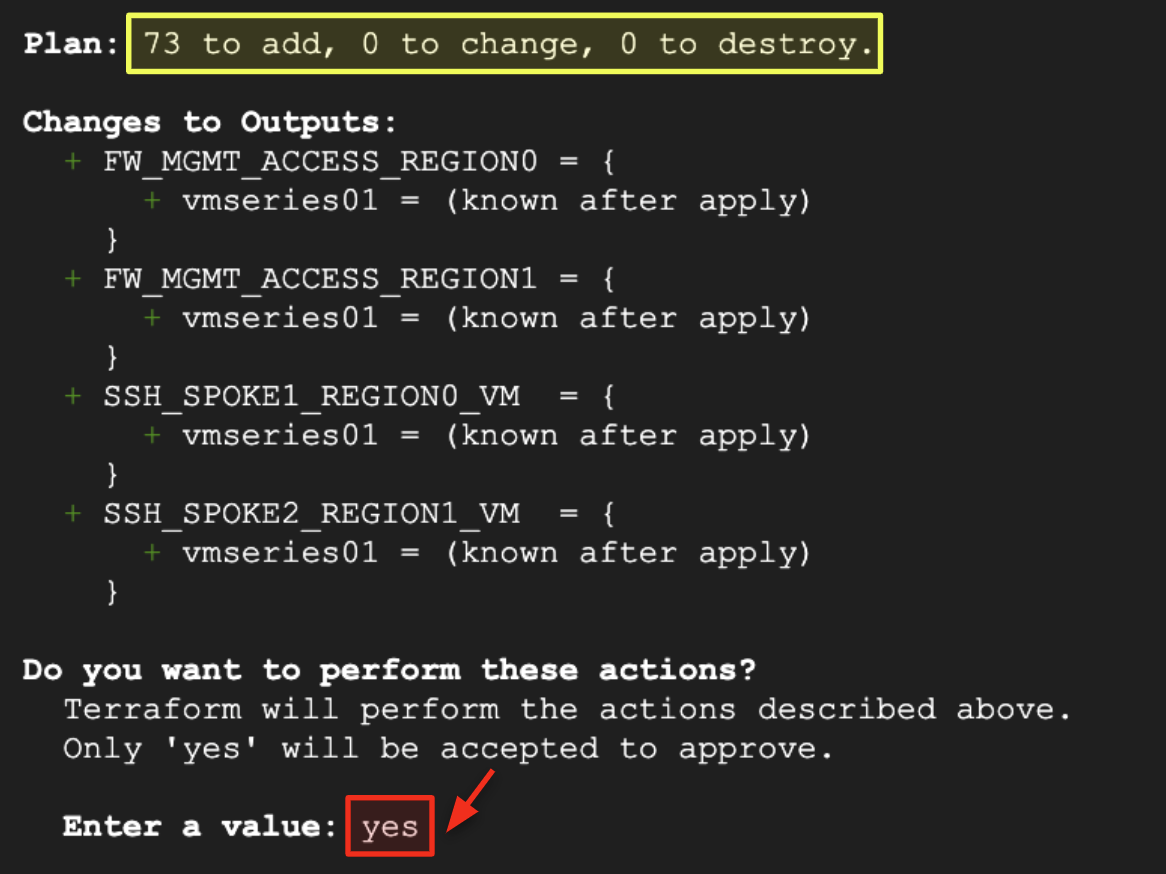 Plan: 73 to add, 0 to change, 0 to destroy.
Changes to Outputs:
+ FW_MGMT_ACCESS_REGION0 = {
+ vmseries01 = (known after apply)
}
+ FW_MGMT_ACCESS_REGION1 = {
+ vmseries01 = (known after apply)
}
+ SSH_SPOKE1_REGION0_VM  = {
+ vmseries01 = (known after apply)
}
+ SSH_SPOKE2_REGION1_VM  = {
+ vmseries01 = (known after apply)
}
Do you want to perform these actions?
Terraform will perform the actions described above.
Only 'yes' will be accepted to approve.
Enter a value: yes